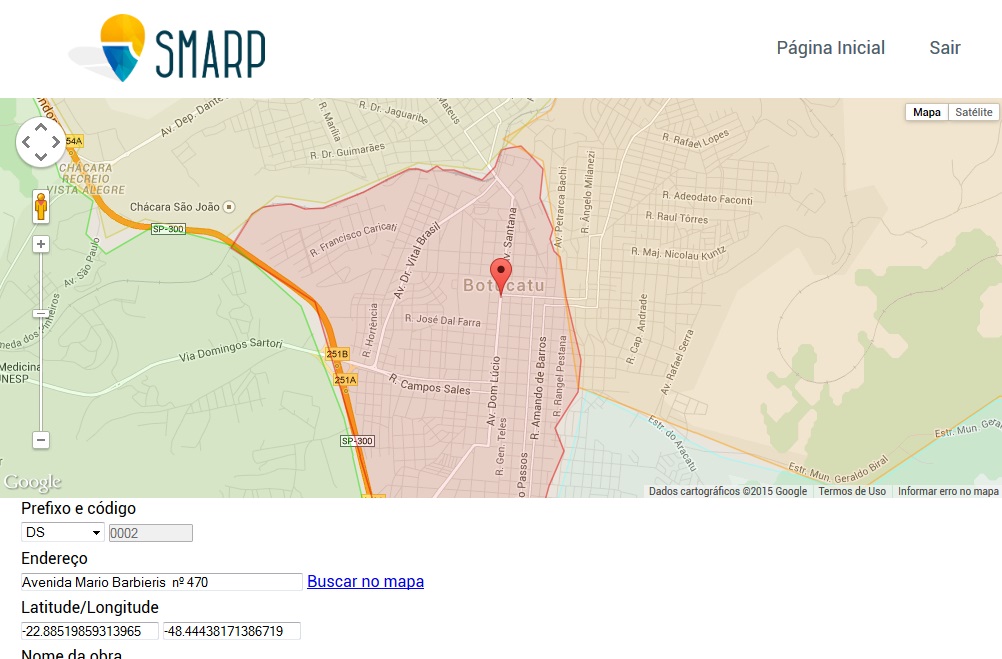 SMARP
Página Inicial
Sair
Mapa
Satélite
Av. Dep. Dante
R. Marília
R. Dr. Jaguaribe
Mateus
R. Dr. Guimarães
R. Rafael Lopes
54A
CHÁCARA
RECREIO
VISTA ALEGRE
Chácara São João
SP-300
R. Francisco Caricati
Av. Dr. Vital Brasil
Av. Santana
Av. Petrarca Bachi
R. Ângelo Milanezi
R. Adeodato Faconti
R. Raul Tôrres
R. Maj. Nicolau Kuntz
Av. São Paulo
Botucatu
R. Hortência
R. José Dal Farra
R. Cap. Andrade
Av. Rafael Serra
meda dos Pinheiros
Via Domingos Sartori
251B
251A
Medicina
UNESP
R. Campos Sales
Av. Dom Lúcio
R. Amando de Barros
R. Rangel Pestana
R. Gen. Teles
o Passos
SP-300
Estr. do Aracatu
Estr. Mun. Geraldo Biral
Estr. Mun. Gera
Google
Dados cartográficos ©2015 Google
Termos de Uso
Informar erro no mapa
Prefixo e código
DS 0002
Endereço
Avenida Mario Barbieris nº 470 Buscar no mapa
Latitude/Longitude
-22.88519859313965 -48.44438171386719
Nome da obra